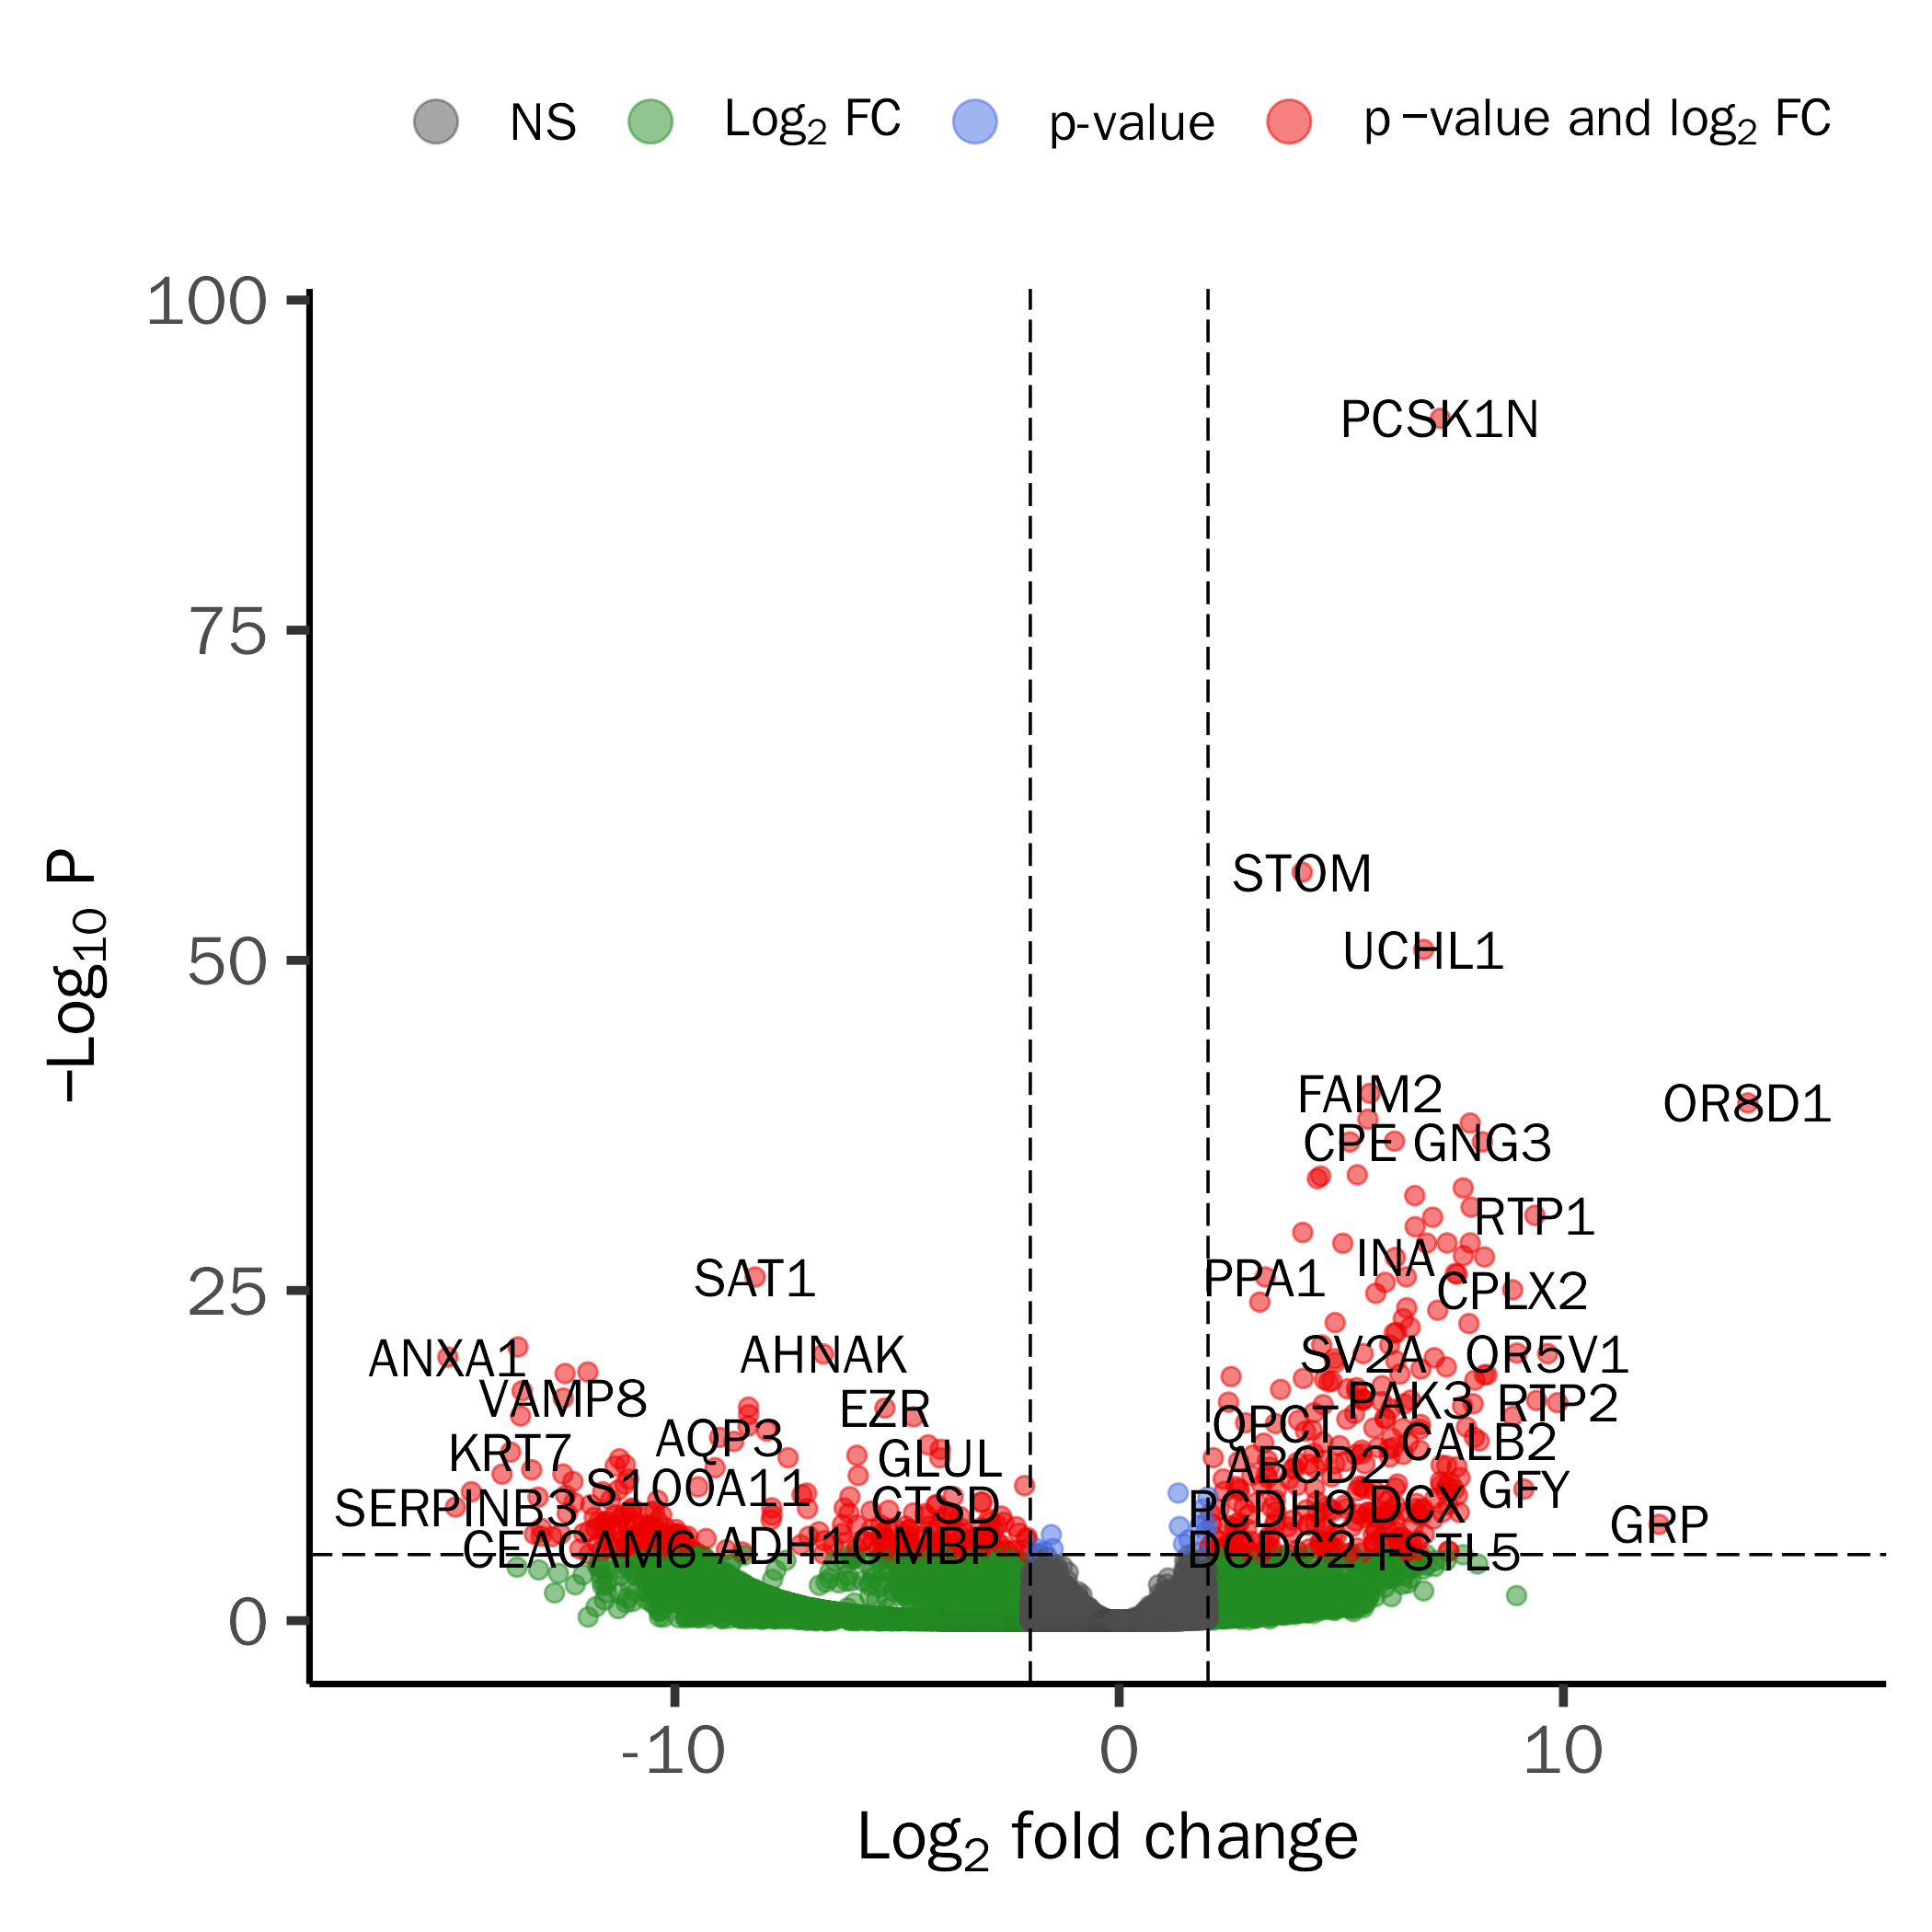 NS Log2 FC p-value p −value and log2 FC
100
PCSK1N
75
STOM
−Log10 P
UCHL1
50
FAIM2
OR8D1
CPE GNG3
RTP1
INA
SAT1
PPA1
25
CPLX2
ANXA1
AHNAK
SV2A
OR5V1
VAMP8
PAK3
RTP2
EZR
QPCT
AQP3
CALB2
KRT7
GLUL
ABCD2
S100A11
GFY
SERPINB3
CTSD
PCDH9
DCX
GRP
CEACAM6
ADH1C
MBP
DCDC2
FSTL5
0
-10 0 10
Log2 fold change